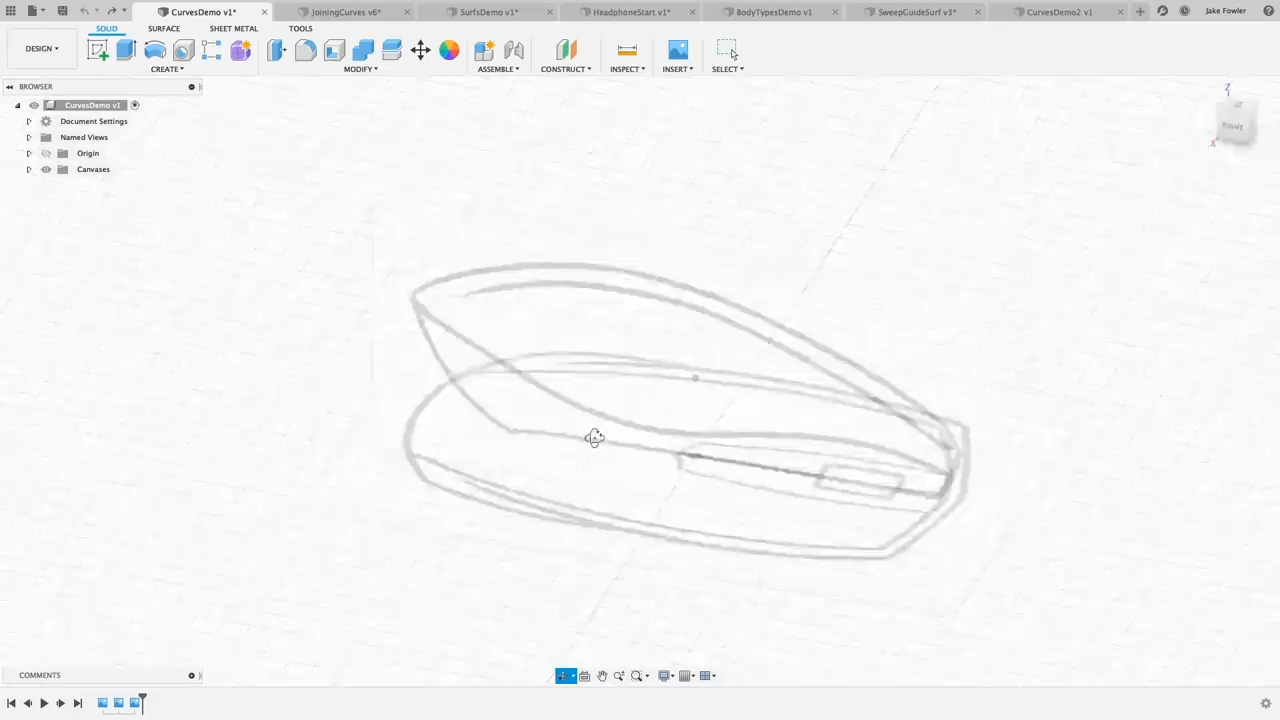 CurvesDemo v1*
JoiningCurves v6*
SurfsDemo v1*
HeadphoneStart v1*
BodyTypesDemo v1
SweepGuideSurf v3*
CurvesDemo2 v1
Jake Fowler
SOLID
SURFACE
SHEET METAL
TOOLS
DESIGN
CREATE
MODIFY
ASSEMBLE
CONSTRUCT
INSPECT
INSERT
SELECT
BROWSER
CurvesDemo v1
Document Settings
Named Views
Origin
Canvases
Z
RIGHT
X
COMMENTS